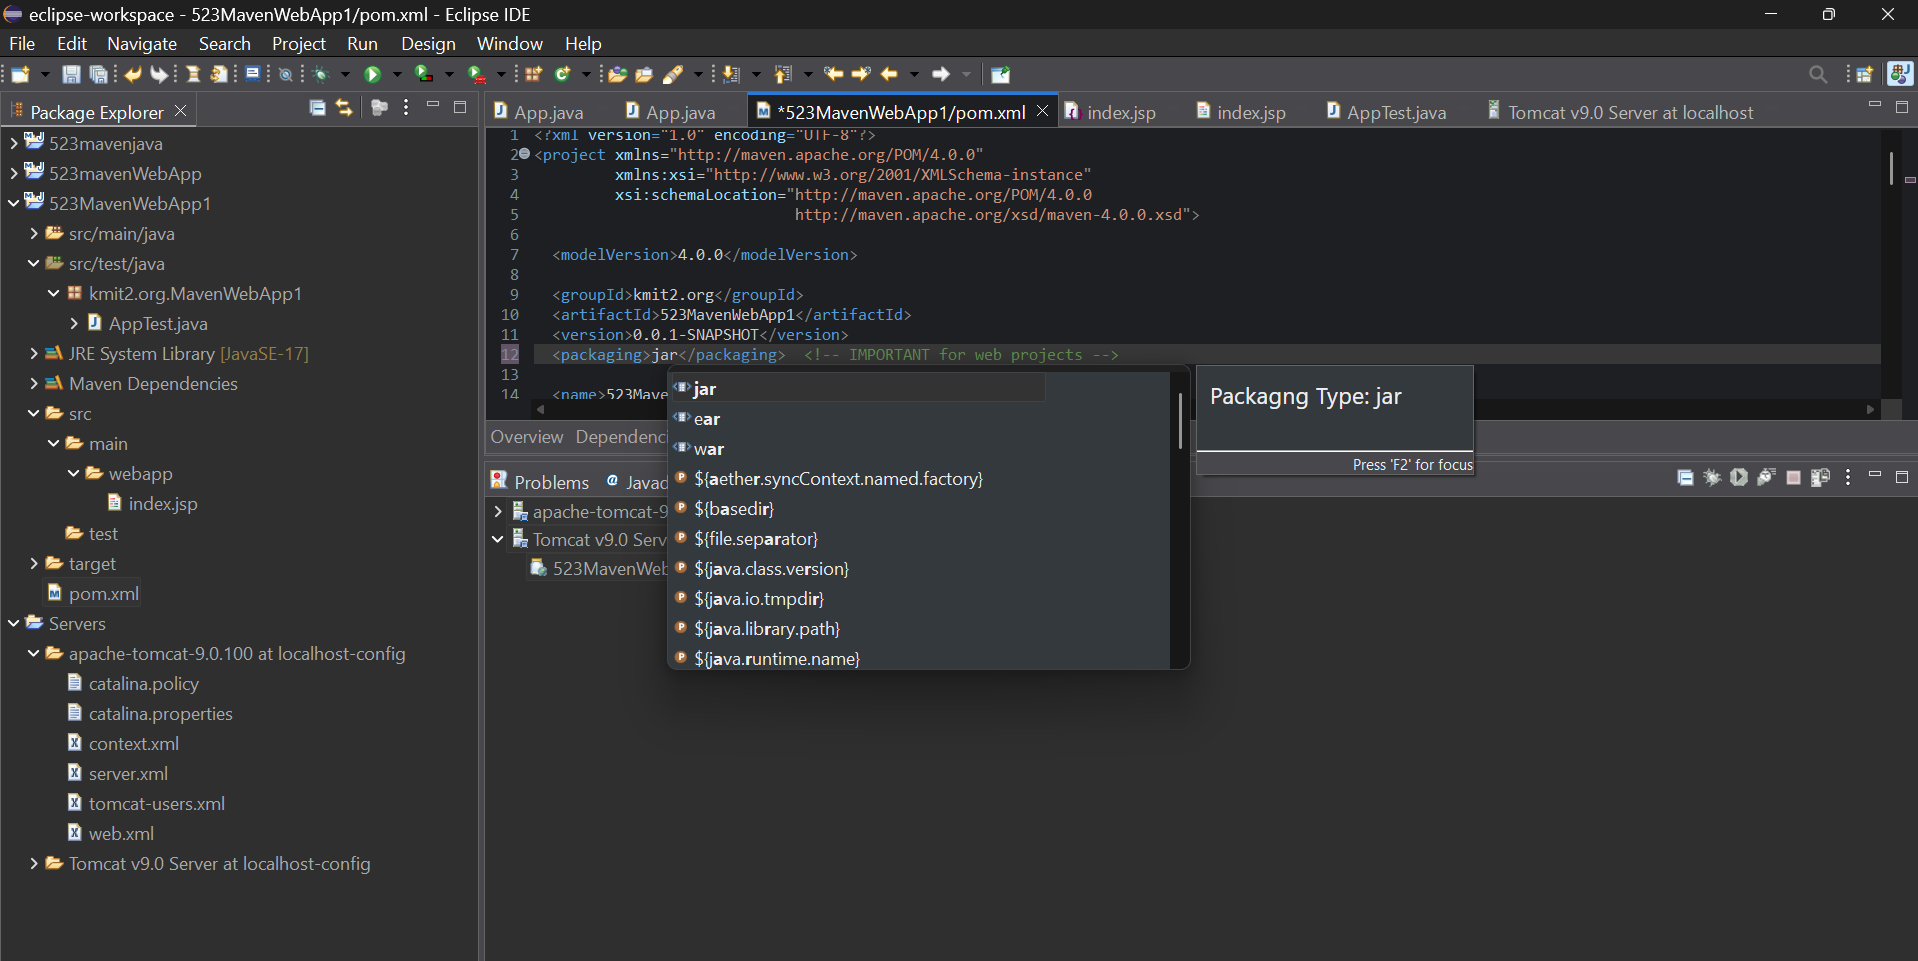 eclipse-workspace - 523MavenWebApp1/pom.xml - Eclipse IDE
File Edit Navigate Search Project Run Design Window Help
Package Explorer
523mavenjava
523mavenWebApp
523MavenWebApp1
src/main/java
src/test/java
kmit2.org.MavenWebApp1
AppTest.java
JRE System Library [JavaSE-17]
Maven Dependencies
src
main
webapp
index.jsp
test
target
pom.xml
Servers
apache-tomcat-9.0.100 at localhost-config
catalina.policy
catalina.properties
context.xml
server.xml
tomcat-users.xml
web.xml
Tomcat v9.0 Server at localhost-config
App.java App.java *523MavenWebApp1/pom.xml index.jsp index.jsp AppTest.java Tomcat v9.0 Server at localhost
1 <?xml version="1.0" encoding="UTF-8"?>
2 <project xmlns="http://maven.apache.org/POM/4.0.0"
3 xmlns:xsi="http://www.w3.org/2001/XMLSchema-instance"
4 xsi:schemaLocation="http://maven.apache.org/POM/4.0.0
5 http://maven.apache.org/xsd/maven-4.0.0.xsd">
6
7 <modelVersion>4.0.0</modelVersion>
8
9 <groupId>kmit2.org</groupId>
10 <artifactId>523MavenWebApp1</artifactId>
11 <version>0.0.1-SNAPSHOT</version>
12 <packaging>jar</packaging> <!-- IMPORTANT for web projects -->
13
14 <name>523Mave
jar
ear
war
${aether.syncContext.named.factory}
${basedir}
${file.separator}
${java.class.version}
${java.io.tmpdir}
${java.library.path}
${java.runtime.name}
Packagng Type: jar
Press 'F2' for focus
Overview Dependenc
Problems Javad
apache-tomcat-9
Tomcat v9.0 Serv
523MavenWeb